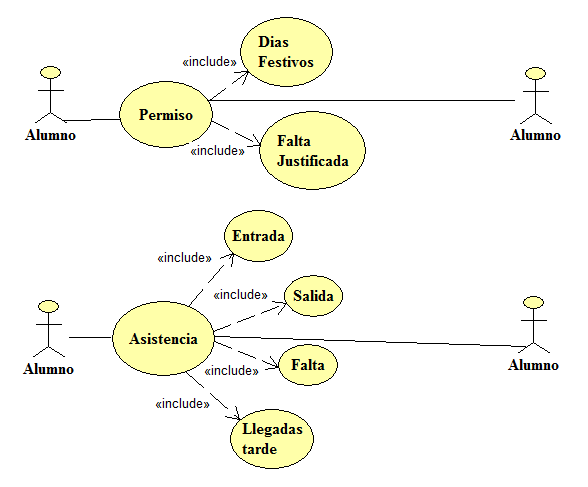 Dias
Festivos
«include»
Alumno
Permiso
Alumno
«include»
Falta
Justificada
Entrada
«include»
«include»
Salida
Asistencia
Alumno
Alumno
«include»
Falta
«include»
Llegadas
tarde